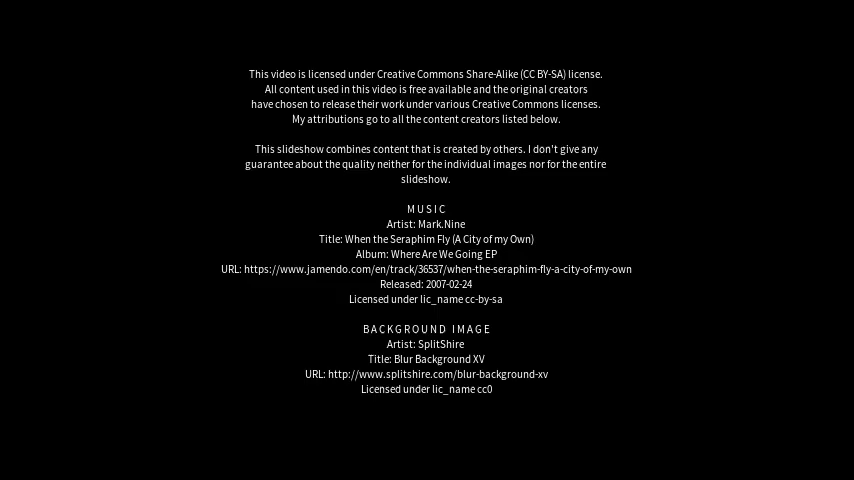 This video is licensed under Creative Commons Share-Alike (CC BY-SA) license.
All content used in this video is free available and the original creators
have chosen to release their work under various Creative Commons licenses.
My attributions go to all the content creators listed below.
This slideshow combines content that is created by others. I don't give any
guarantee about the quality neither for the individual images nor for the entire
slideshow.
MUSIC
Artist: Mark.Nine
Title: When the Seraphim Fly (A City of my Own)
Album: Where Are We Going EP
URL: https://www.jamendo.com/en/track/36537/when-the-seraphim-fly-a-city-of-my-own
Released: 2007-02-24
Licensed under lic_name cc-by-sa
BACKGROUND IMAGE
Artist: SplitShire
Title: Blur Background XV
URL: http://www.splitshire.com/blur-background-xv
Licensed under lic_name cc0